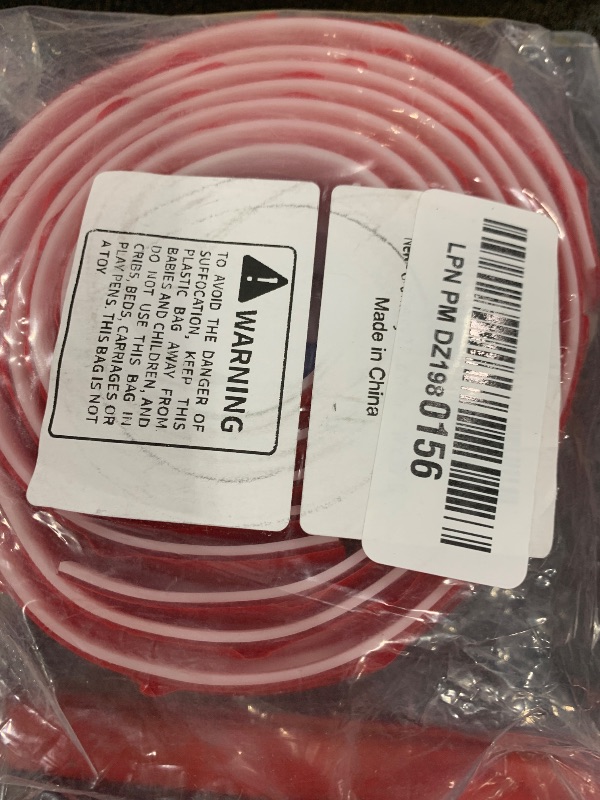 WARNING
TO AVOID THE DANGER OF
SUFFOCATION, KEEP THIS
PLASTIC BAG AWAY FROM
BABIES AND CHILDREN, AND
DO NOT USE THIS BAG IN
CRIBS, BEDS, CARRIAGES OR
PLAYPENS. THIS BAG IS NOT
A TOY
Made in China
LPN PM DZ1980156